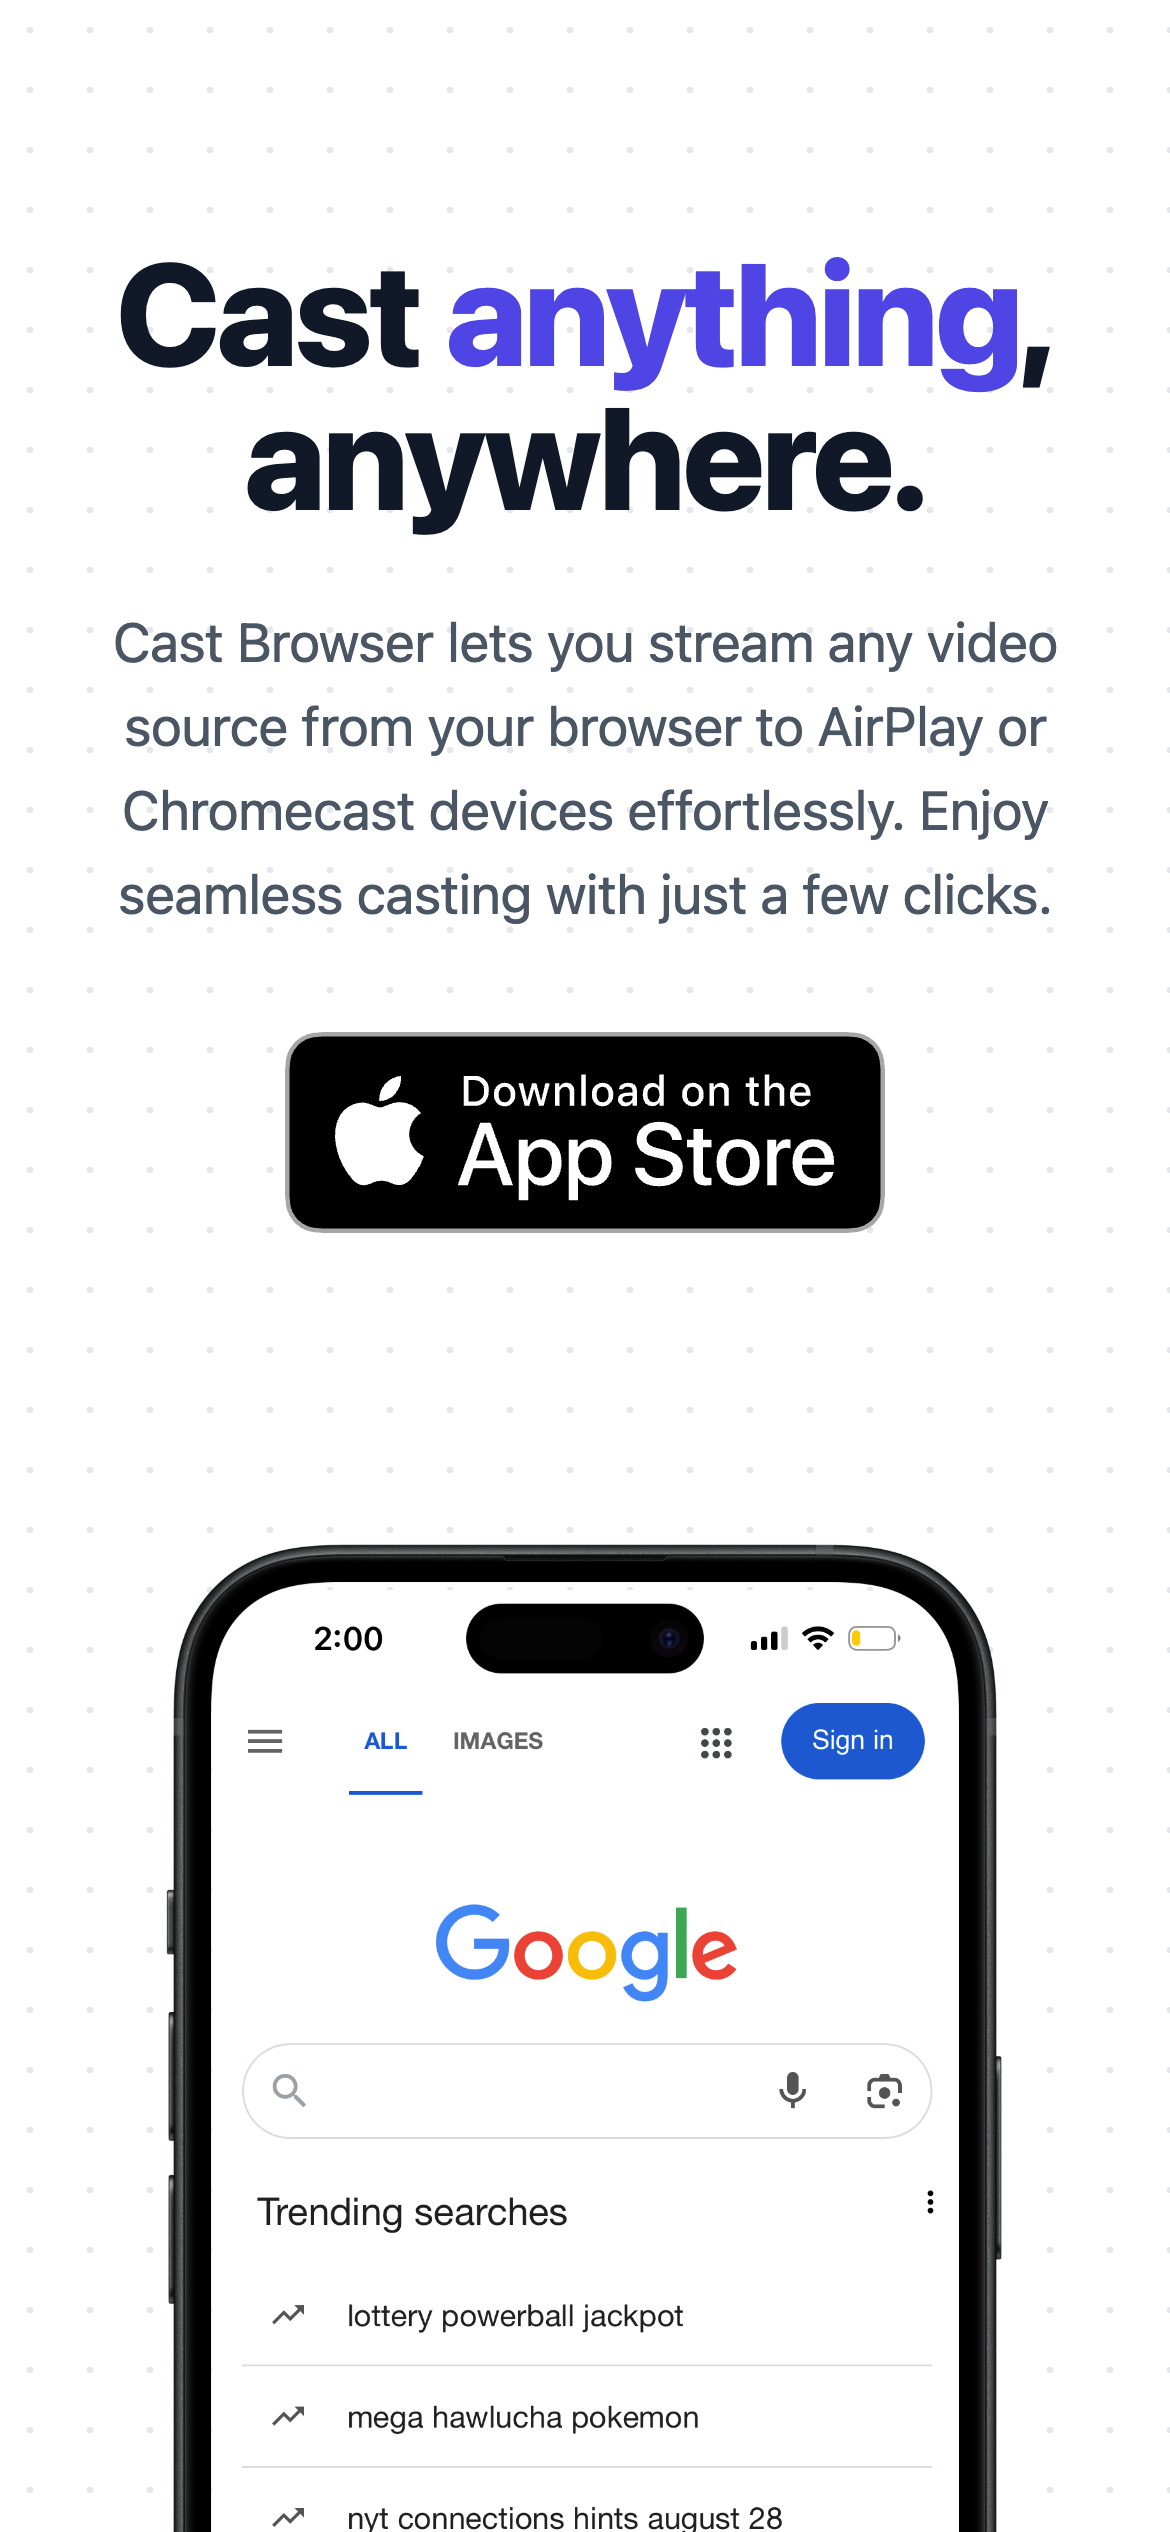 Cast anything,
anywhere.
Cast Browser lets you stream any video
source from your browser to AirPlay or
Chromecast devices effortlessly. Enjoy
seamless casting with just a few clicks.
Download on the
App Store
2:00
ALL IMAGES Sign in
Google
Trending searches
lottery powerball jackpot
mega hawlucha pokemon
nyt connections hints august 28